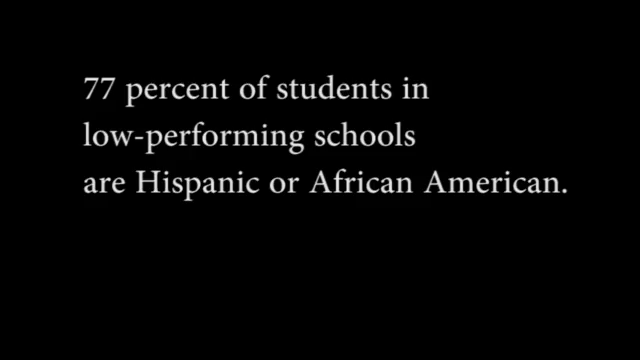 77 percent of students in
low-performing schools
are Hispanic or African American.